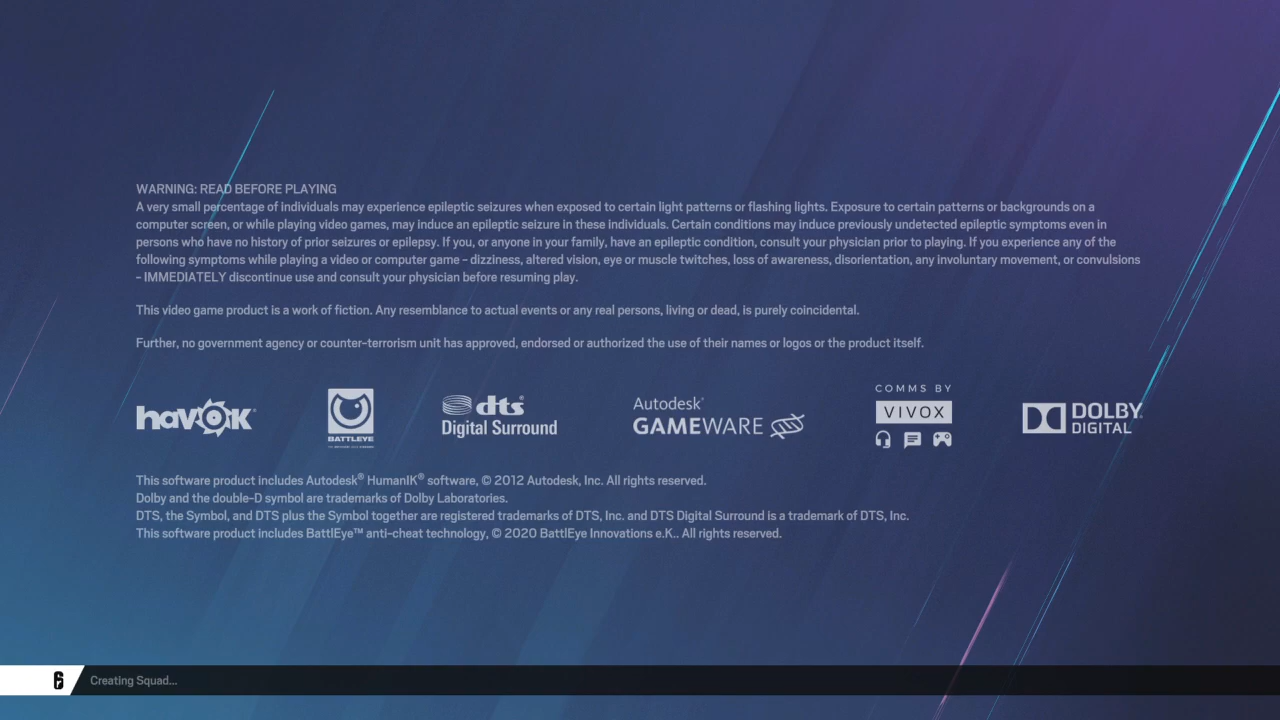 WARNING: READ BEFORE PLAYING
A very small percentage of individuals may experience epileptic seizures when exposed to certain light patterns or flashing lights. Exposure to certain patterns or backgrounds on a
computer screen, or while playing video games, may induce an epileptic seizure in these individuals. Certain conditions may induce previously undetected epileptic symptoms even in
persons who have no history of prior seizures or epilepsy. If you, or anyone in your family, have an epileptic condition, consult your physician prior to playing. If you experience any of the
following symptoms while playing a video or computer game - dizziness, altered vision, eye or muscle twitches, loss of awareness, disorientation, any involuntary movement, or convulsions
- IMMEDIATELY discontinue use and consult your physician before resuming play.
This video game product is a work of fiction. Any resemblance to actual events or any real persons, living or dead, is purely coincidental.
Further, no government agency or counter-terrorism unit has approved, endorsed or authorized the use of their names or logos or the product itself.
havok®
BATTLEYE
dts®
Digital Surround
Autodesk®
GAMEWARE
COMMS BY
VIVOX
DOLBY
DIGITAL
This software product includes Autodesk® HumanIK® software, © 2012 Autodesk, Inc. All rights reserved.
Dolby and the double-D symbol are trademarks of Dolby Laboratories.
DTS, the Symbol, and DTS plus the Symbol together are registered trademarks of DTS, Inc. and DTS Digital Surround is a trademark of DTS, Inc.
This software product includes BattlEye™ anti-cheat technology, © 2020 BattlEye Innovations e.K.. All rights reserved.
6
Creating Squad...